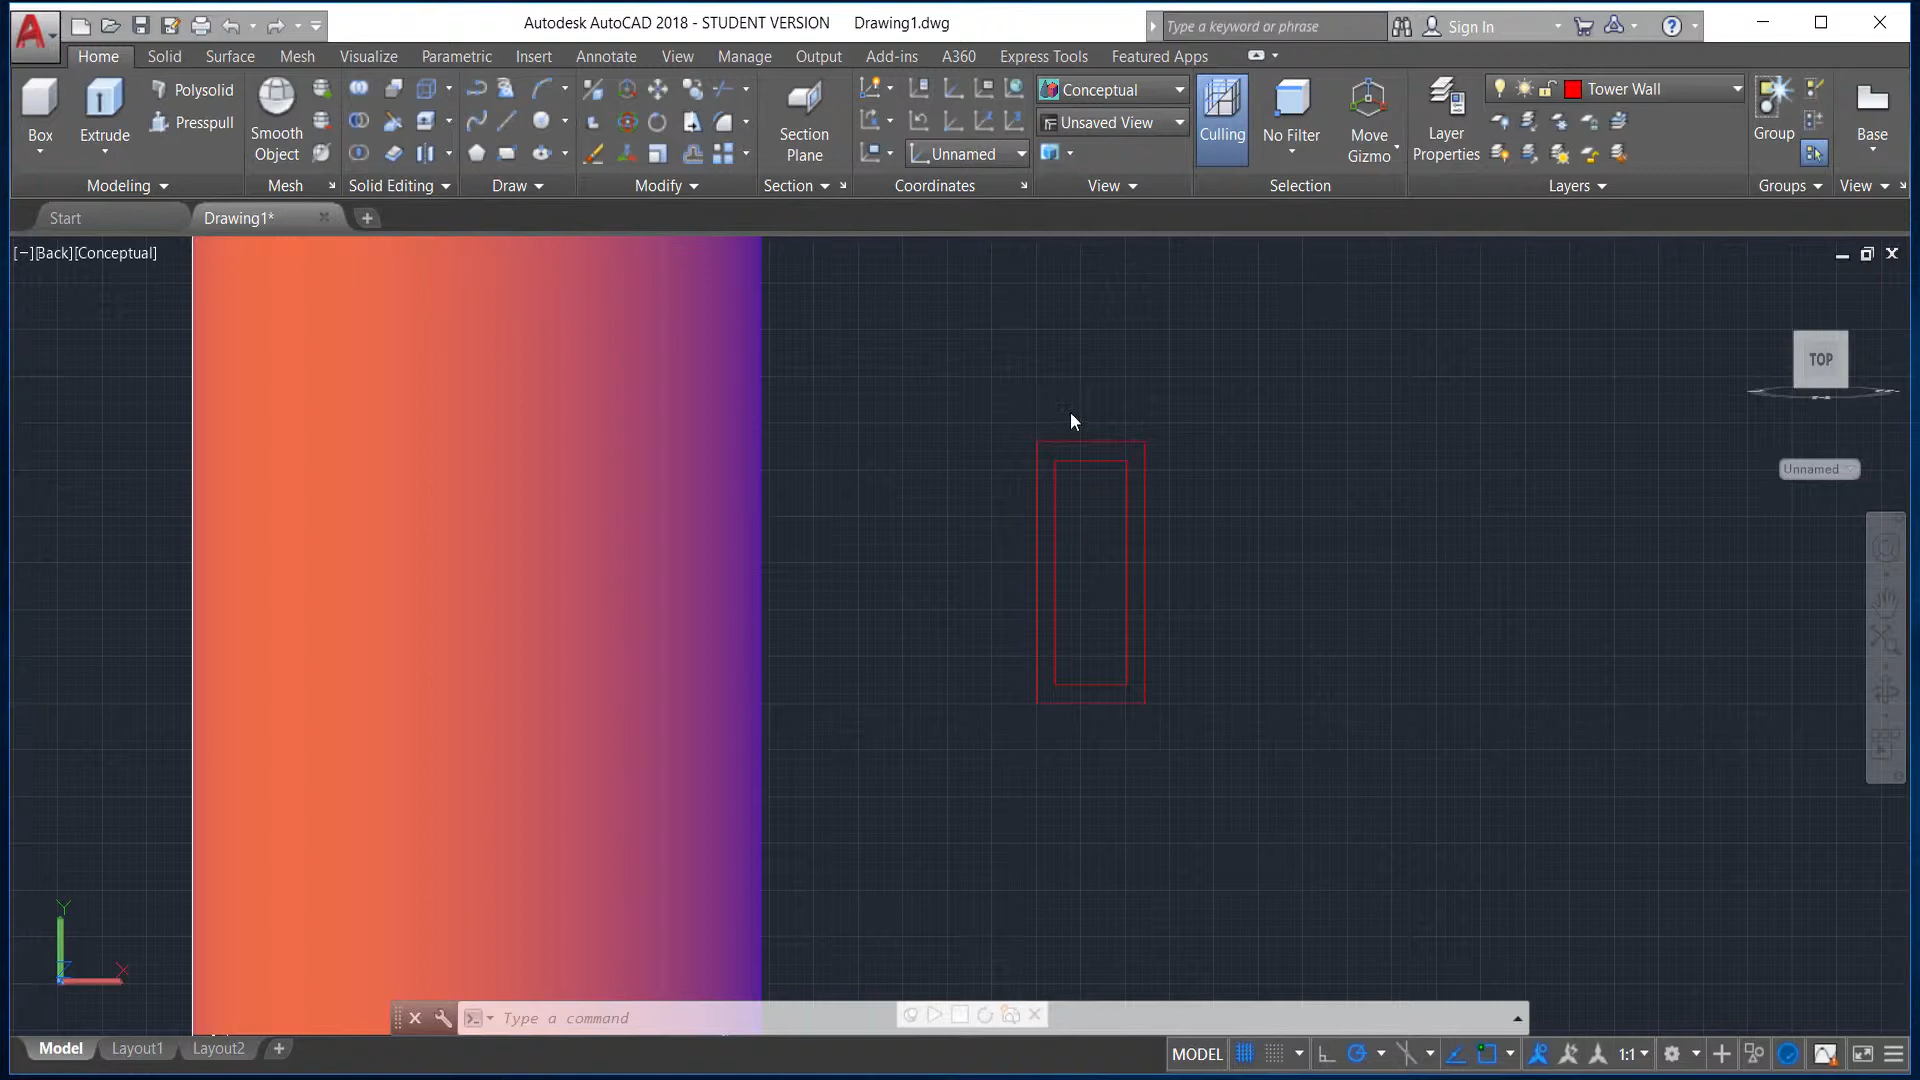 Autodesk AutoCAD 2018 - STUDENT VERSION Drawing1.dwg
Type a keyword or phrase
Sign In
Home Solid Surface Mesh Visualize Parametric Insert Annotate View Manage Output Add-ins A360 Express Tools Featured Apps
Box
Extrude
Polysolid
Presspull
Smooth Object
Section Plane
Unnamed
Conceptual
Unsaved View
Culling
No Filter
Move Gizmo
Layer Properties
Tower Wall
Group
Base
Modeling Mesh Solid Editing Draw Modify Section Coordinates View Selection Layers Groups View
Start Drawing1*
[−][Back][Conceptual]
TOP
Unnamed
Y
X
Z
Type a command
Model Layout1 Layout2
MODEL
1:1